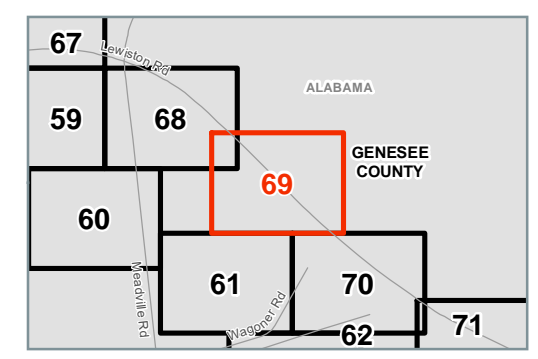 67
Lewiston Rd
ALABAMA
59
68
GENESEE
COUNTY
69
60
Meadville Rd
61
70
Wagoner Rd
62
71